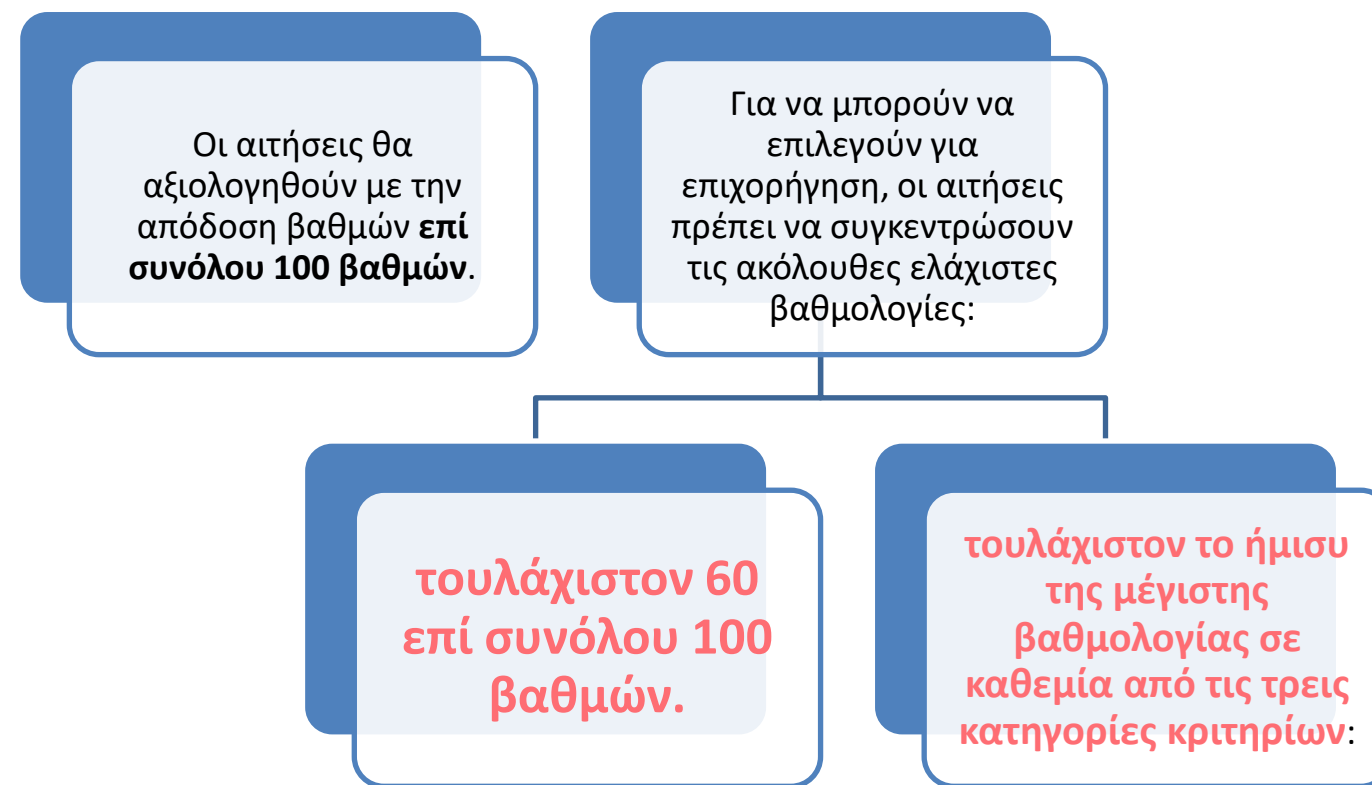 Οι αιτήσεις θα
αξιολογηθούν με την
απόδοση βαθμών επί
συνόλου 100 βαθμών.
Για να μπορούν να
επιλεγούν για
επιχορήγηση, οι αιτήσεις
πρέπει να συγκεντρώσουν
τις ακόλουθες ελάχιστες
βαθμολογίες:
τουλάχιστον 60
επί συνόλου 100
βαθμών.
τουλάχιστον το ήμισυ
της μέγιστης
βαθμολογίας σε
καθεμία από τις τρεις
κατηγορίες κριτηρίων: